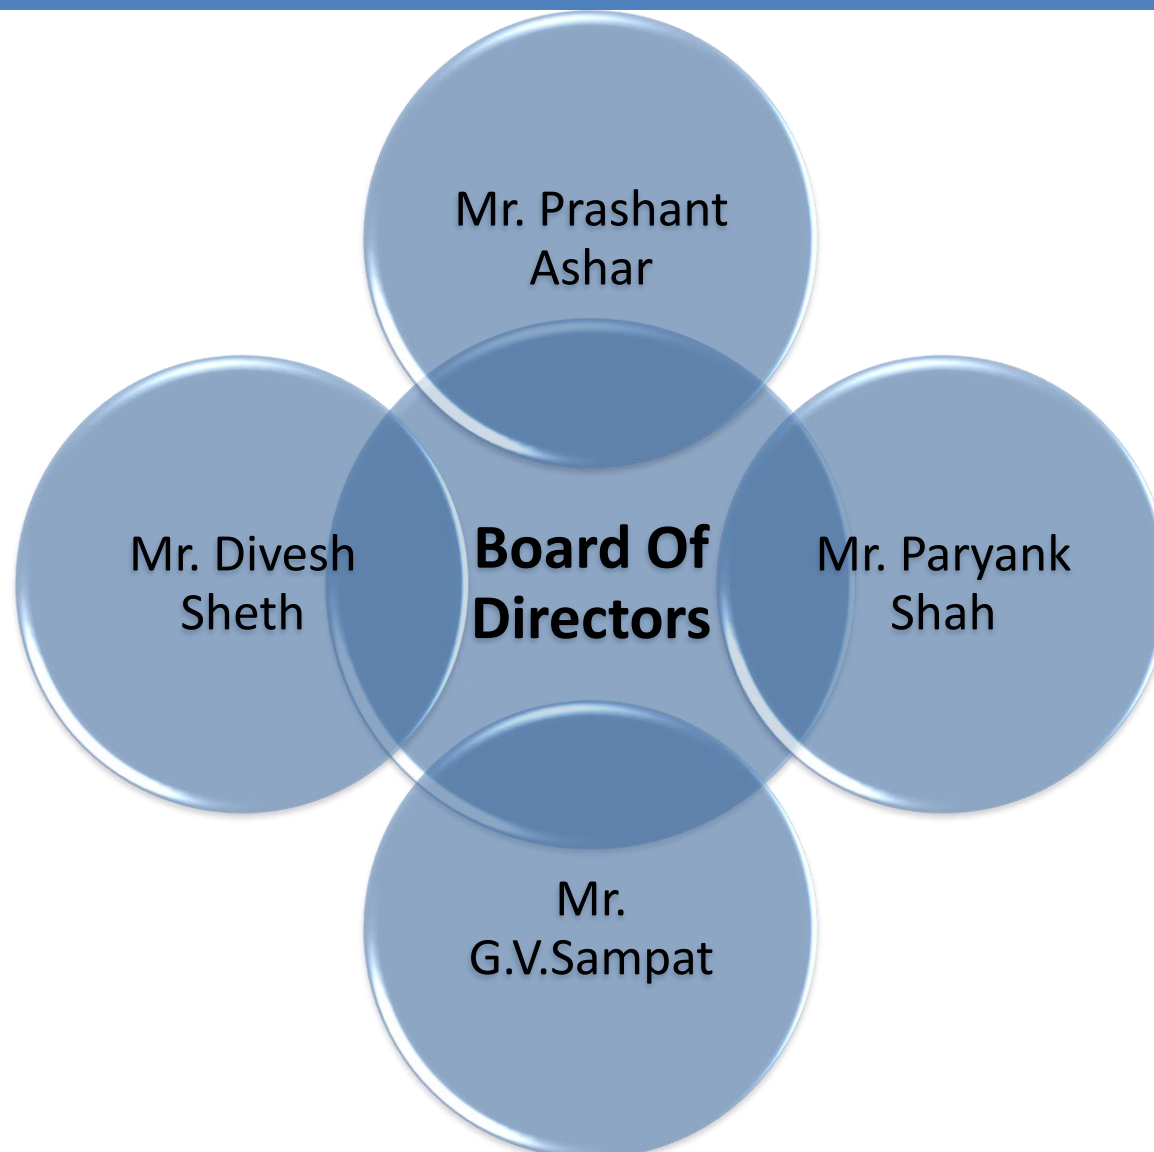 Mr. Prashant
Ashar
Mr. Divesh
Sheth
Board Of
Directors
Mr. Paryank
Shah
Mr.
G.V.Sampat